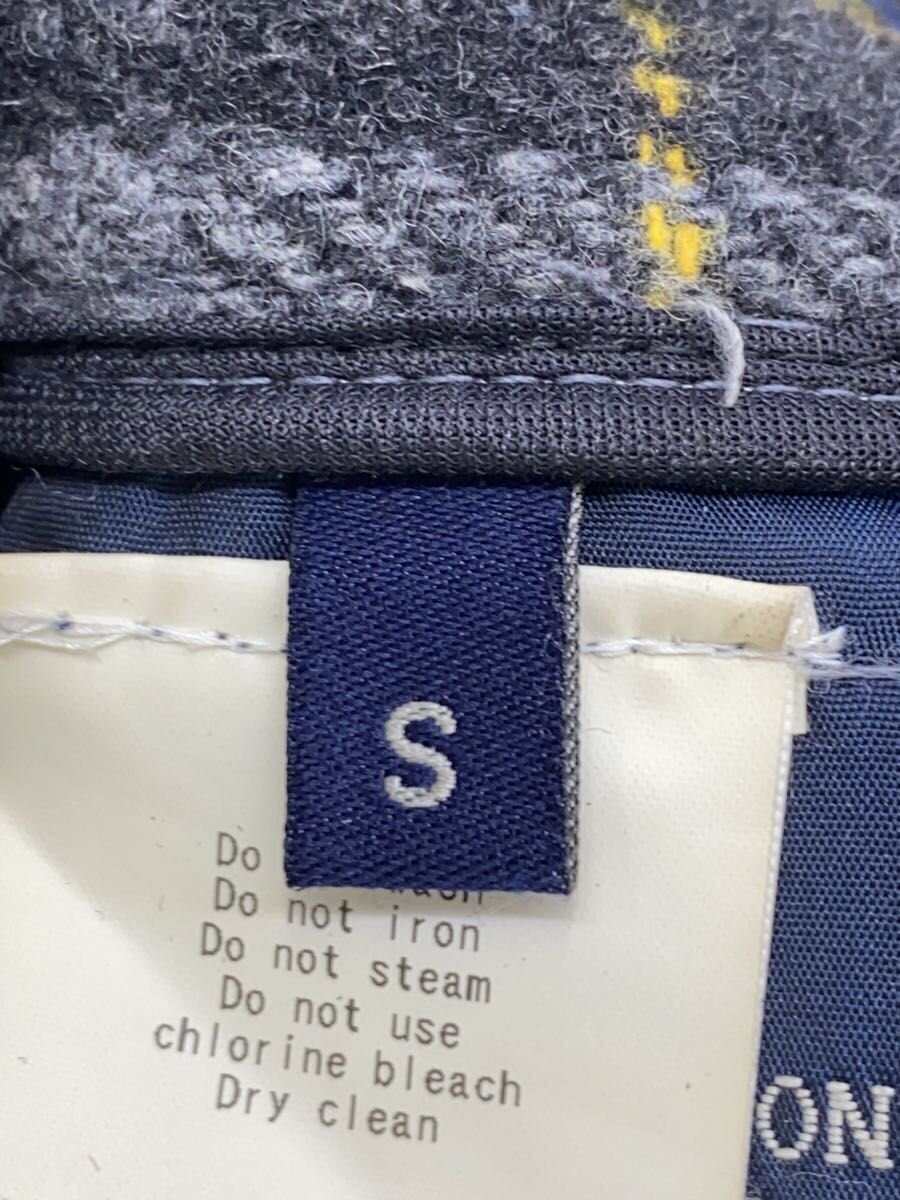 S
Do
Do not iron
Do not steam
Do not use
chlorine bleach
Dry clean
ON